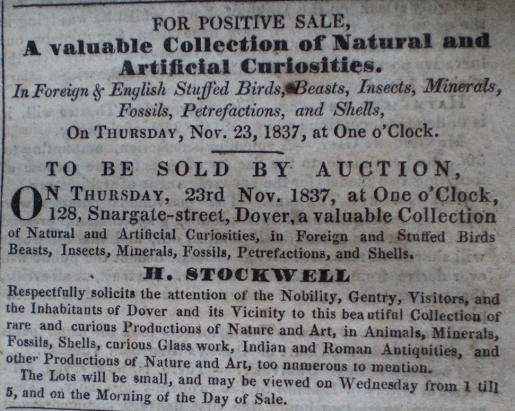 FOR POSITIVE SALE,
A valuable Collection of Natural and
Artificial Curiosities.
In Foreign & English Stuffed Birds, Beasts, Insects, Minerals,
Fossils, Petrefactions, and Shells,
On THURSDAY, Nov. 23, 1837, at One o'Clock.
TO BE SOLD BY AUCTION,
ON THURSDAY, 23rd Nov. 1837, at One o'Clock,
128, Snargate-street, Dover, a valuable Collection
of Natural and Artificial Curiosities, in Foreign and Stuffed Birds
Beasts, Insects, Minerals, Fossils, Petrefactions, and Shells.
H. STOCKWELL
Respectfully solicits the attention of the Nobility, Gentry, Visitors, and
the Inhabitants of Dover and its Vicinity to this beautiful Collection of
rare and curious Productions of Nature and Art, in Animals, Minerals,
Fossils, Shells, curious Glass work, Indian and Roman Antiquities, and
other Productions of Nature and Art, too numerous to mention.
The Lots will be small, and may be viewed on Wednesday from 1 till
5, and on the Morning of the Day of Sale.